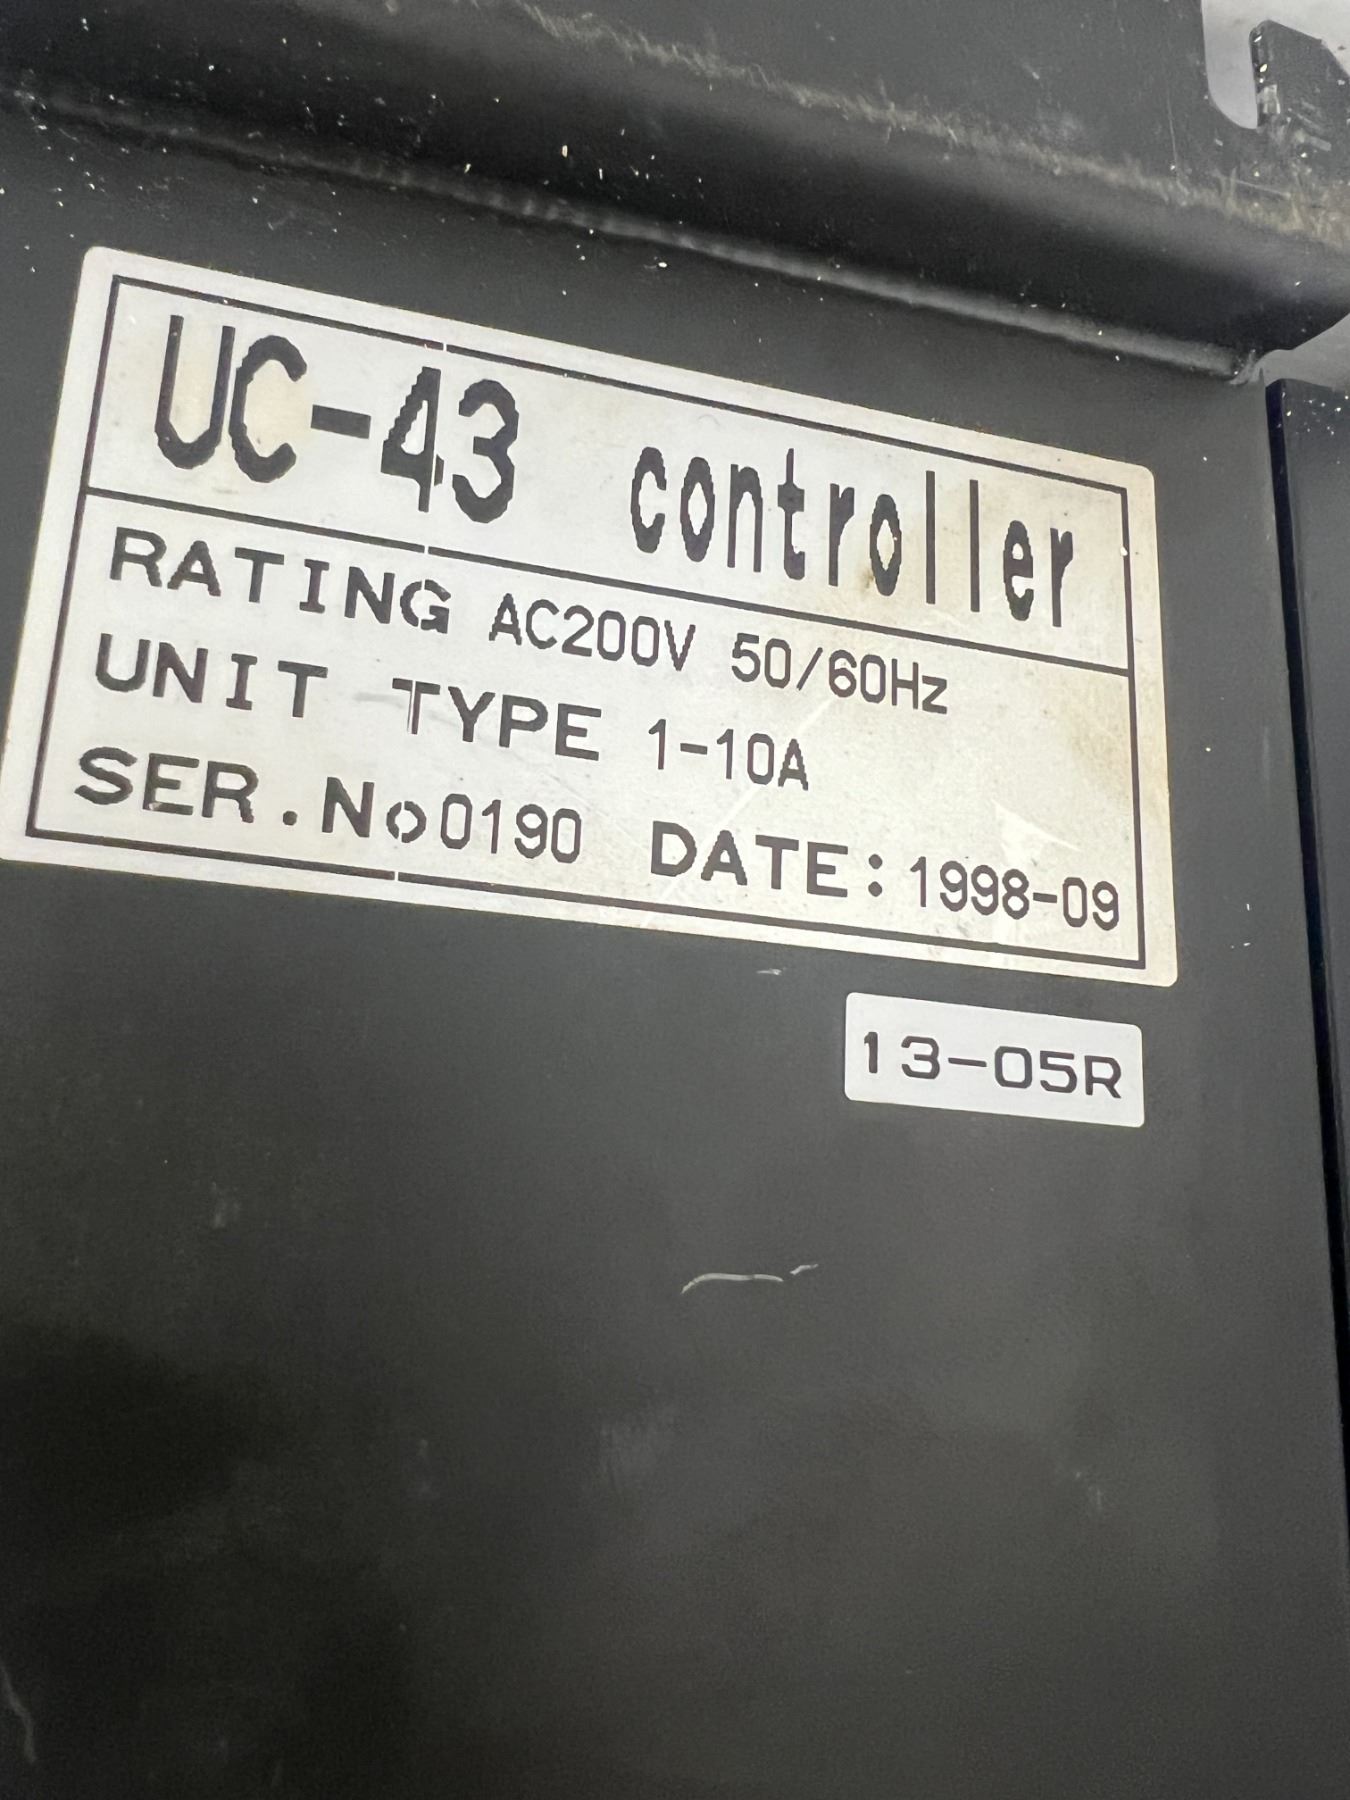 UC-43 controller
RATING AC200V 50/60Hz
UNIT TYPE 1-10A
SER.No0190 DATE:1998-09
13-05R